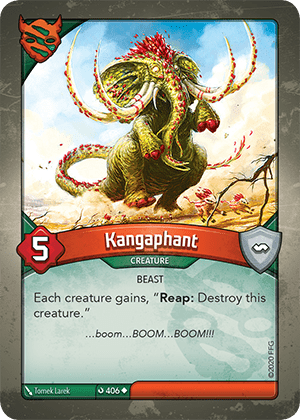 5
Kangaphant
CREATURE
BEAST
Each creature gains, “Reap: Destroy this
creature.”
...boom...BOOM...BOOM!!!
©2020 FFG
Tomek Larek
406